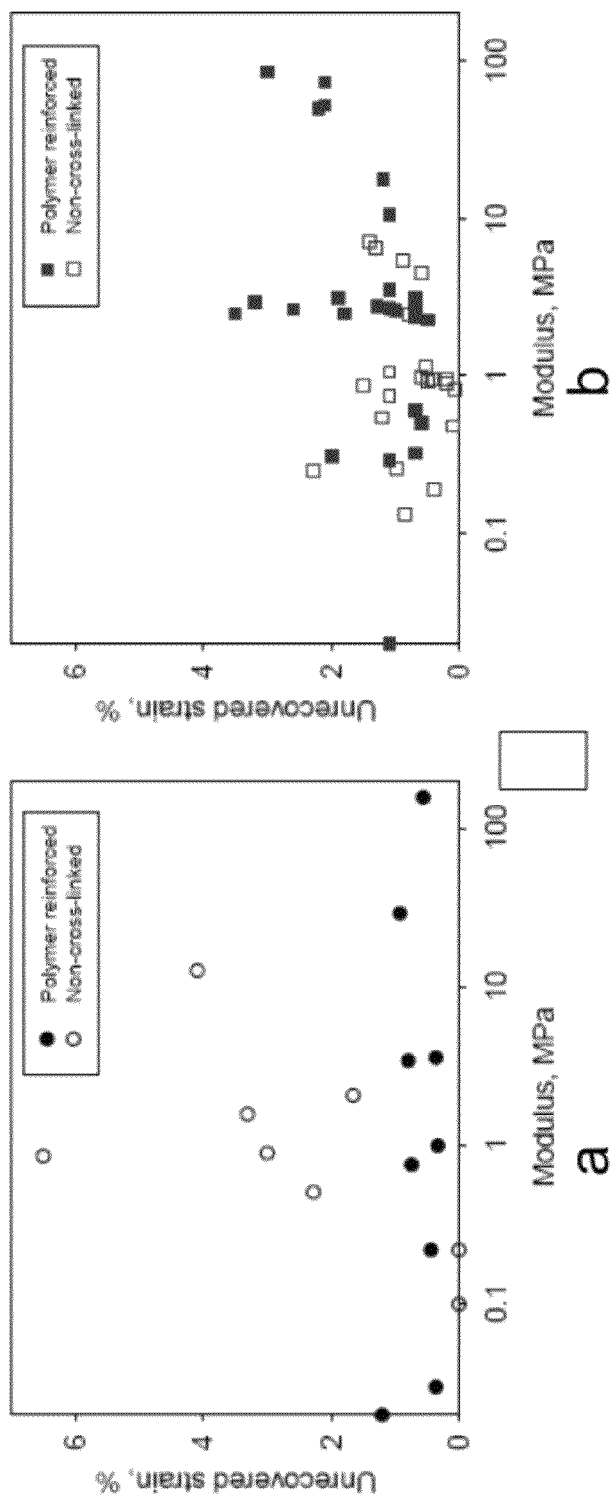 Unrecovered strain, %
6
4
2
0
Polymer reinforced
Non-cross-linked
0.1
1
10
100
Modulus, MPa
a
Unrecovered strain, %
6
4
2
0
Polymer reinforced
Non-cross-linked
0.1
1
10
100
Modulus, MPa
b